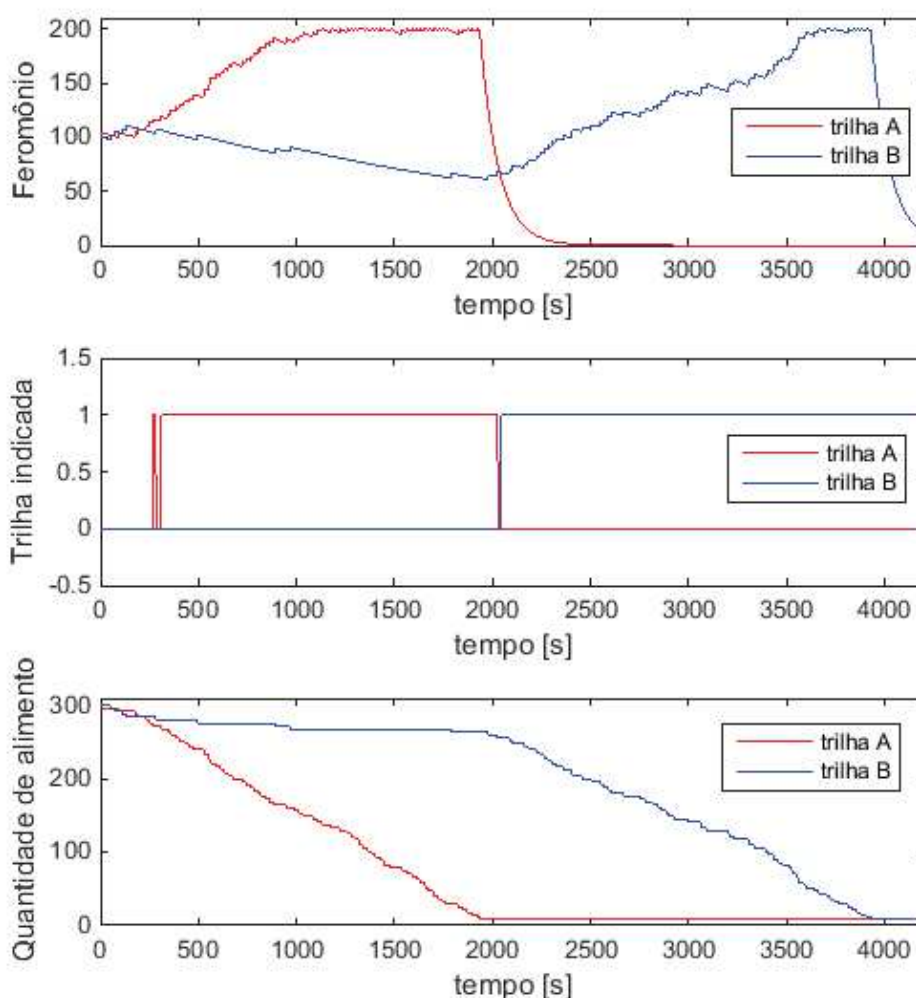 200
150
100
50
0
Feromônio
trilha A
trilha B
0 500 1000 1500 2000 2500 3000 3500 4000
tempo [s]
1.5
1
0.5
0
-0.5
Trilha indicada
trilha A
trilha B
0 500 1000 1500 2000 2500 3000 3500 4000
tempo [s]
300
200
100
0
Quantidade de alimento
trilha A
trilha B
0 500 1000 1500 2000 2500 3000 3500 4000
tempo [s]